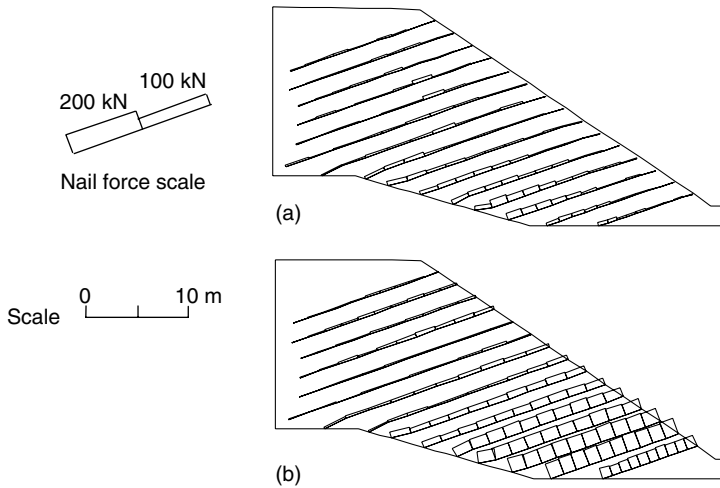 100 kN
200 kN
Nail force scale
(a)
0 10 m
Scale
(b)